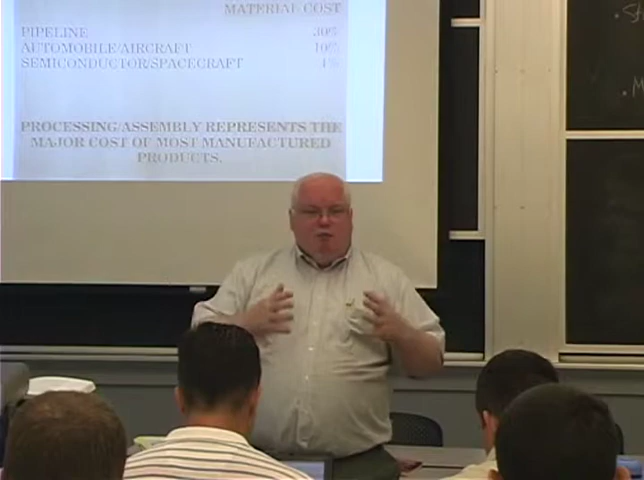 MATERIAL COST
PIPELINE 30%
AUTOMOBILE/AIRCRAFT 10%
SEMICONDUCTOR/SPACECRAFT 1%
PROCESSING/ASSEMBLY REPRESENTS THE
MAJOR COST OF MOST MANUFACTURED
PRODUCTS.